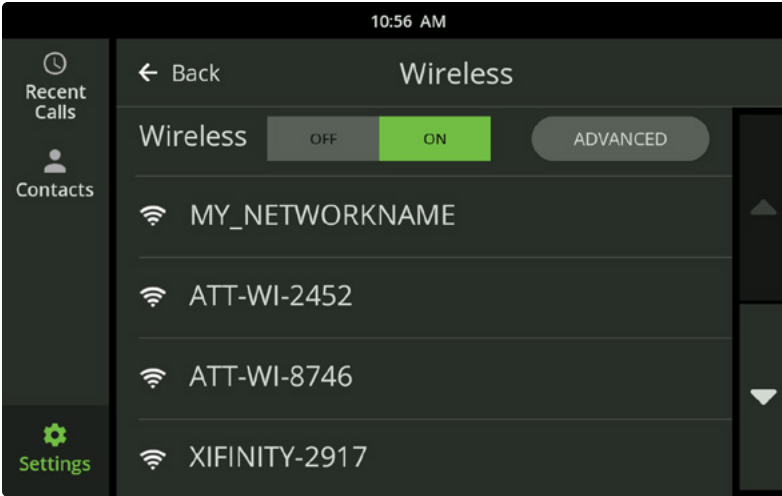 10:56 AM
Recent
Calls
Contacts
Settings
Back
Wireless
Wireless
OFF
ON
ADVANCED
MY_NETWORKNAME
ATT-WI-2452
ATT-WI-8746
XIFINITY-2917